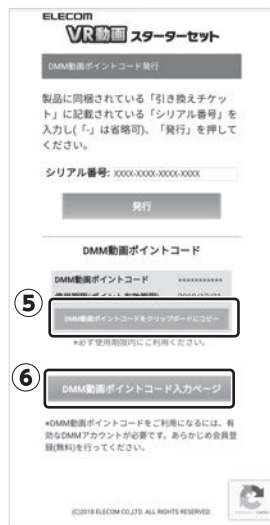 ELECOM
VR動画 スターターセット
DMM動画ポイントコード発行
製品に同梱されている「引き換えチケッ
ト」に記載されている「シリアル番号」を
入力し(「-」は省略可)、「発行」を押して
ください。
シリアル番号: XXXX-XXXX-XXXX-XXXX
発行
DMM動画ポイントコード
DMM動画ポイントコード ***********
⑤
DMM動画ポイントコードをクリップボードにコピー
*必ず使用期限内にご利用ください。
⑥
DMM動画ポイントコード入力ページ
*DMM動画ポイントコードをご利用になるには、有
効なDMMアカウントが必要です。あらかじめ会員登
録(無料)を行ってください。
(C)2018 ELECOM CO.,LTD. ALL RIGHTS RESERVED.